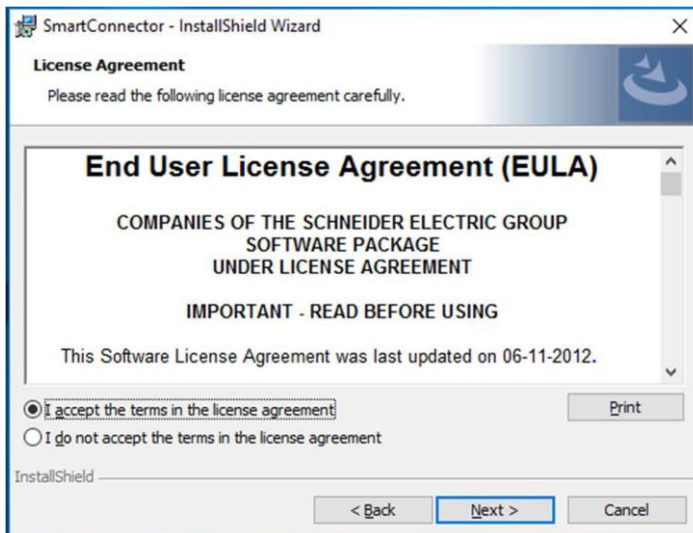 SmartConnector - InstallShield Wizard
License Agreement
Please read the following license agreement carefully.
End User License Agreement (EULA)
COMPANIES OF THE SCHNEIDER ELECTRIC GROUP
SOFTWARE PACKAGE
UNDER LICENSE AGREEMENT
IMPORTANT - READ BEFORE USING
This Software License Agreement was last updated on 06-11-2012.
I accept the terms in the license agreement
Print
I do not accept the terms in the license agreement
InstallShield
< Back
Next >
Cancel